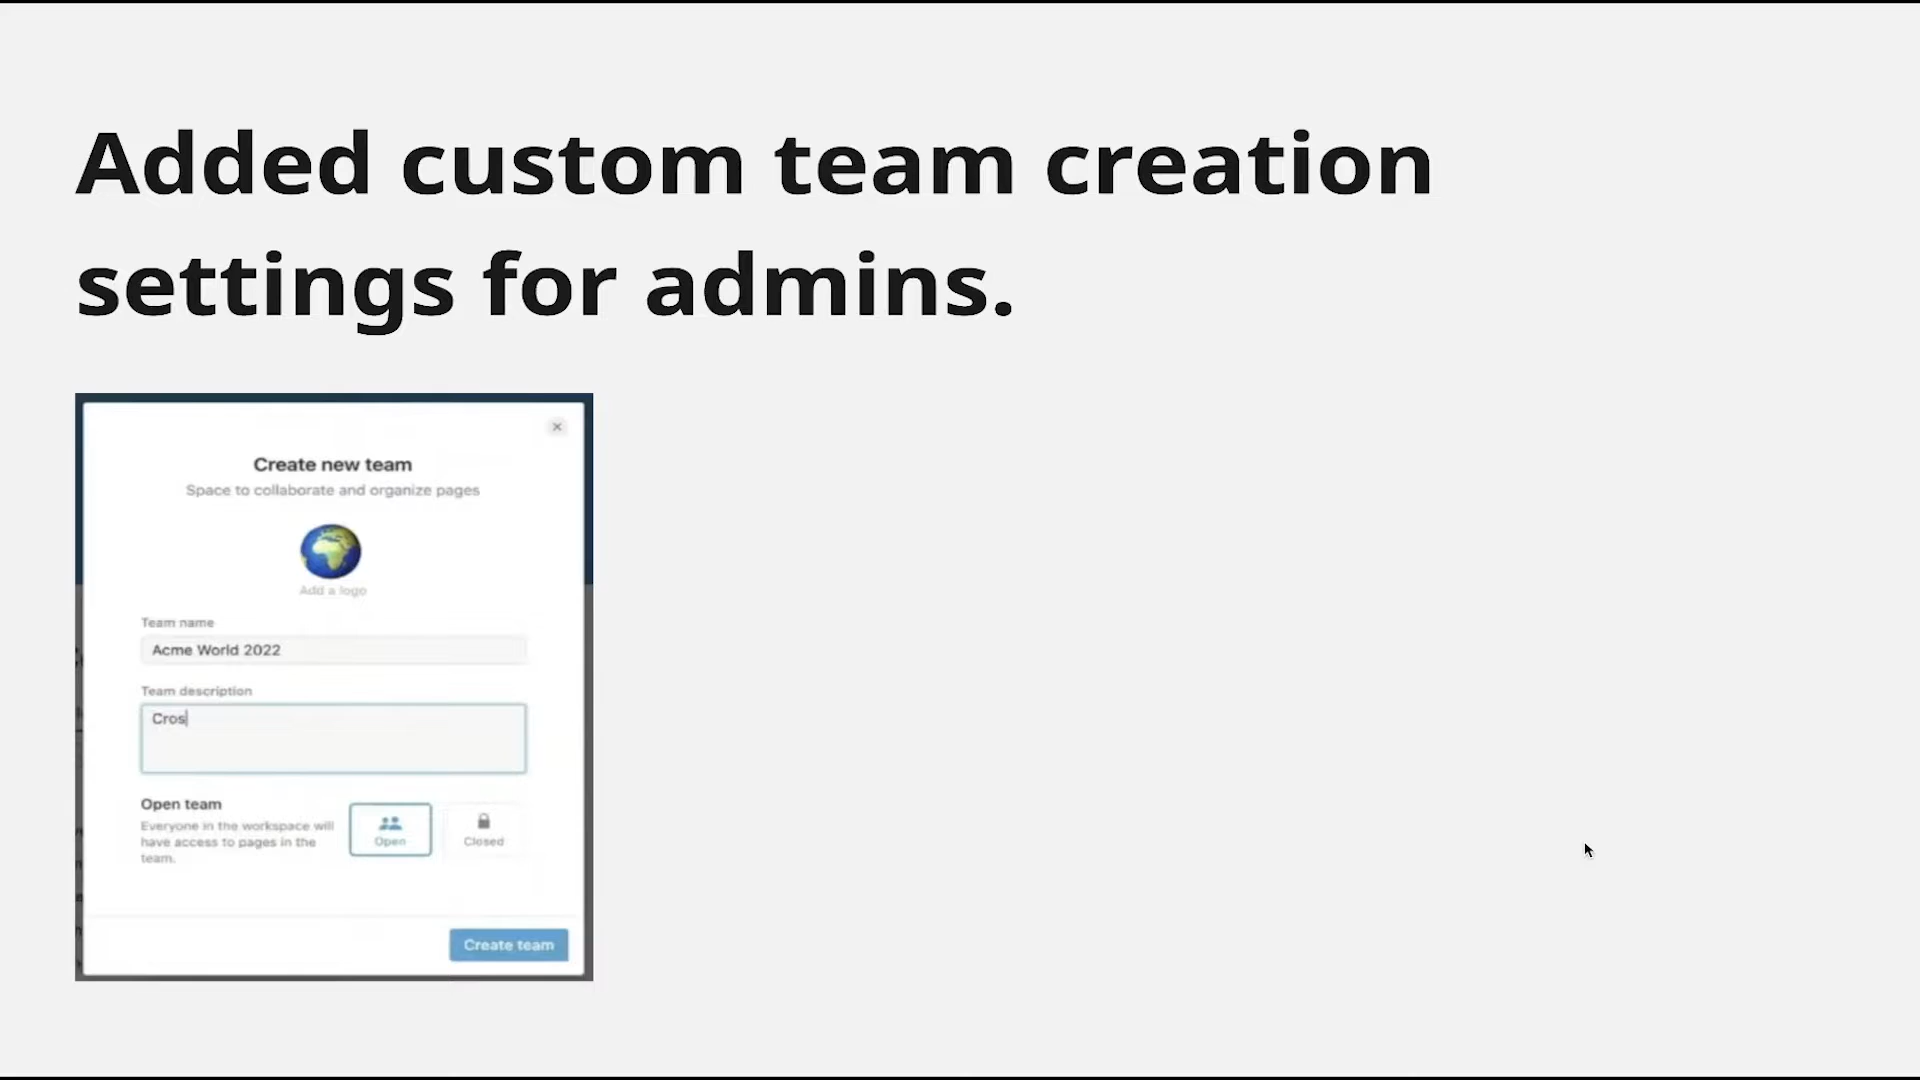 Added custom team creation
settings for admins.
Create new team
Space to collaborate and organize pages
Add a logo
Team name
Acme World 2022
Team description
Cros
Open team
Everyone in the workspace will
have access to pages in the
team.
Open
Closed
Create team